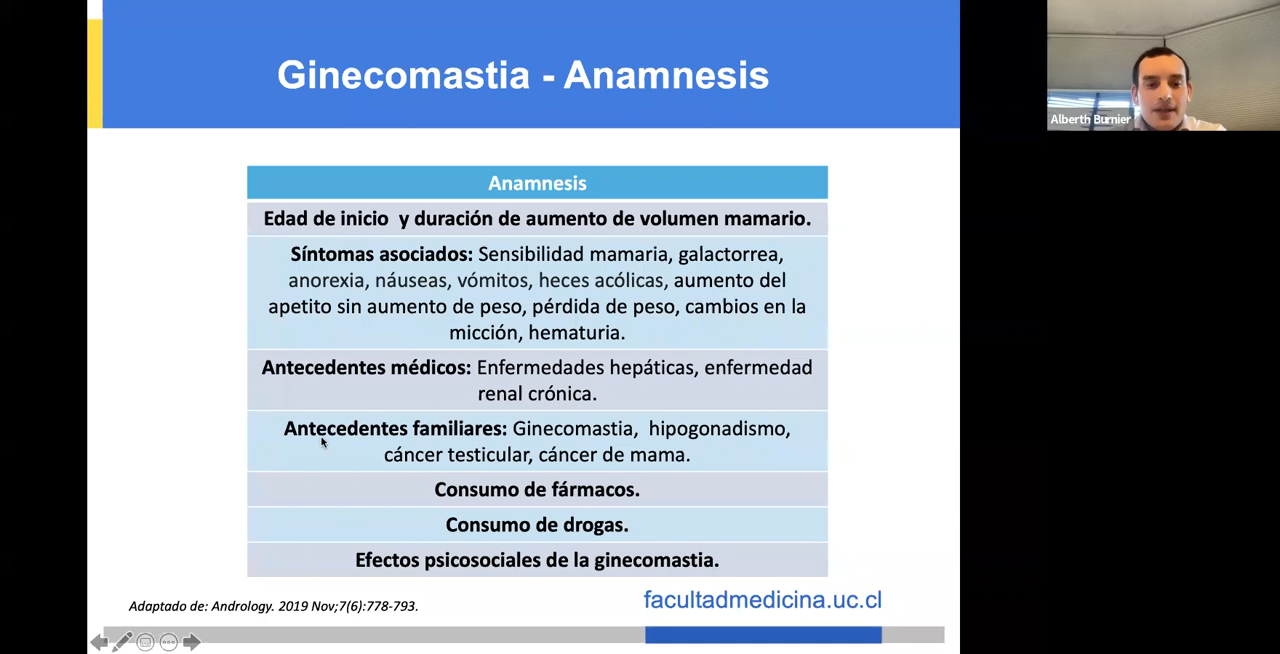 Ginecomastia - Anamnesis
Alberth Burnier
Anamnesis
Edad de inicio y duración de aumento de volumen mamario.
Síntomas asociados: Sensibilidad mamaria, galactorrea,
anorexia, náuseas, vómitos, heces acólicas, aumento del
apetito sin aumento de peso, pérdida de peso, cambios en la
micción, hematuria.
Antecedentes médicos: Enfermedades hepáticas, enfermedad
renal crónica.
Antecedentes familiares: Ginecomastia, hipogonadismo,
cáncer testicular, cáncer de mama.
Consumo de fármacos.
Consumo de drogas.
Efectos psicosociales de la ginecomastia.
Adaptado de: Andrology. 2019 Nov;7(6):778-793.
facultadmedicina.uc.cl